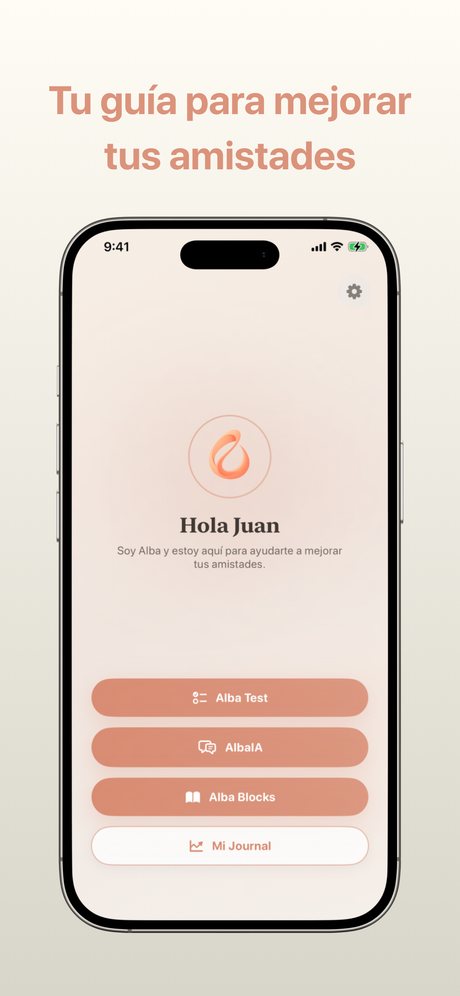 Tu guía para mejorar
tus amistades
9:41
Hola Juan
Soy Alba y estoy aquí para ayudarte a mejorar
tus amistades.
Alba Test
AlbaIA
Alba Blocks
Mi Journal